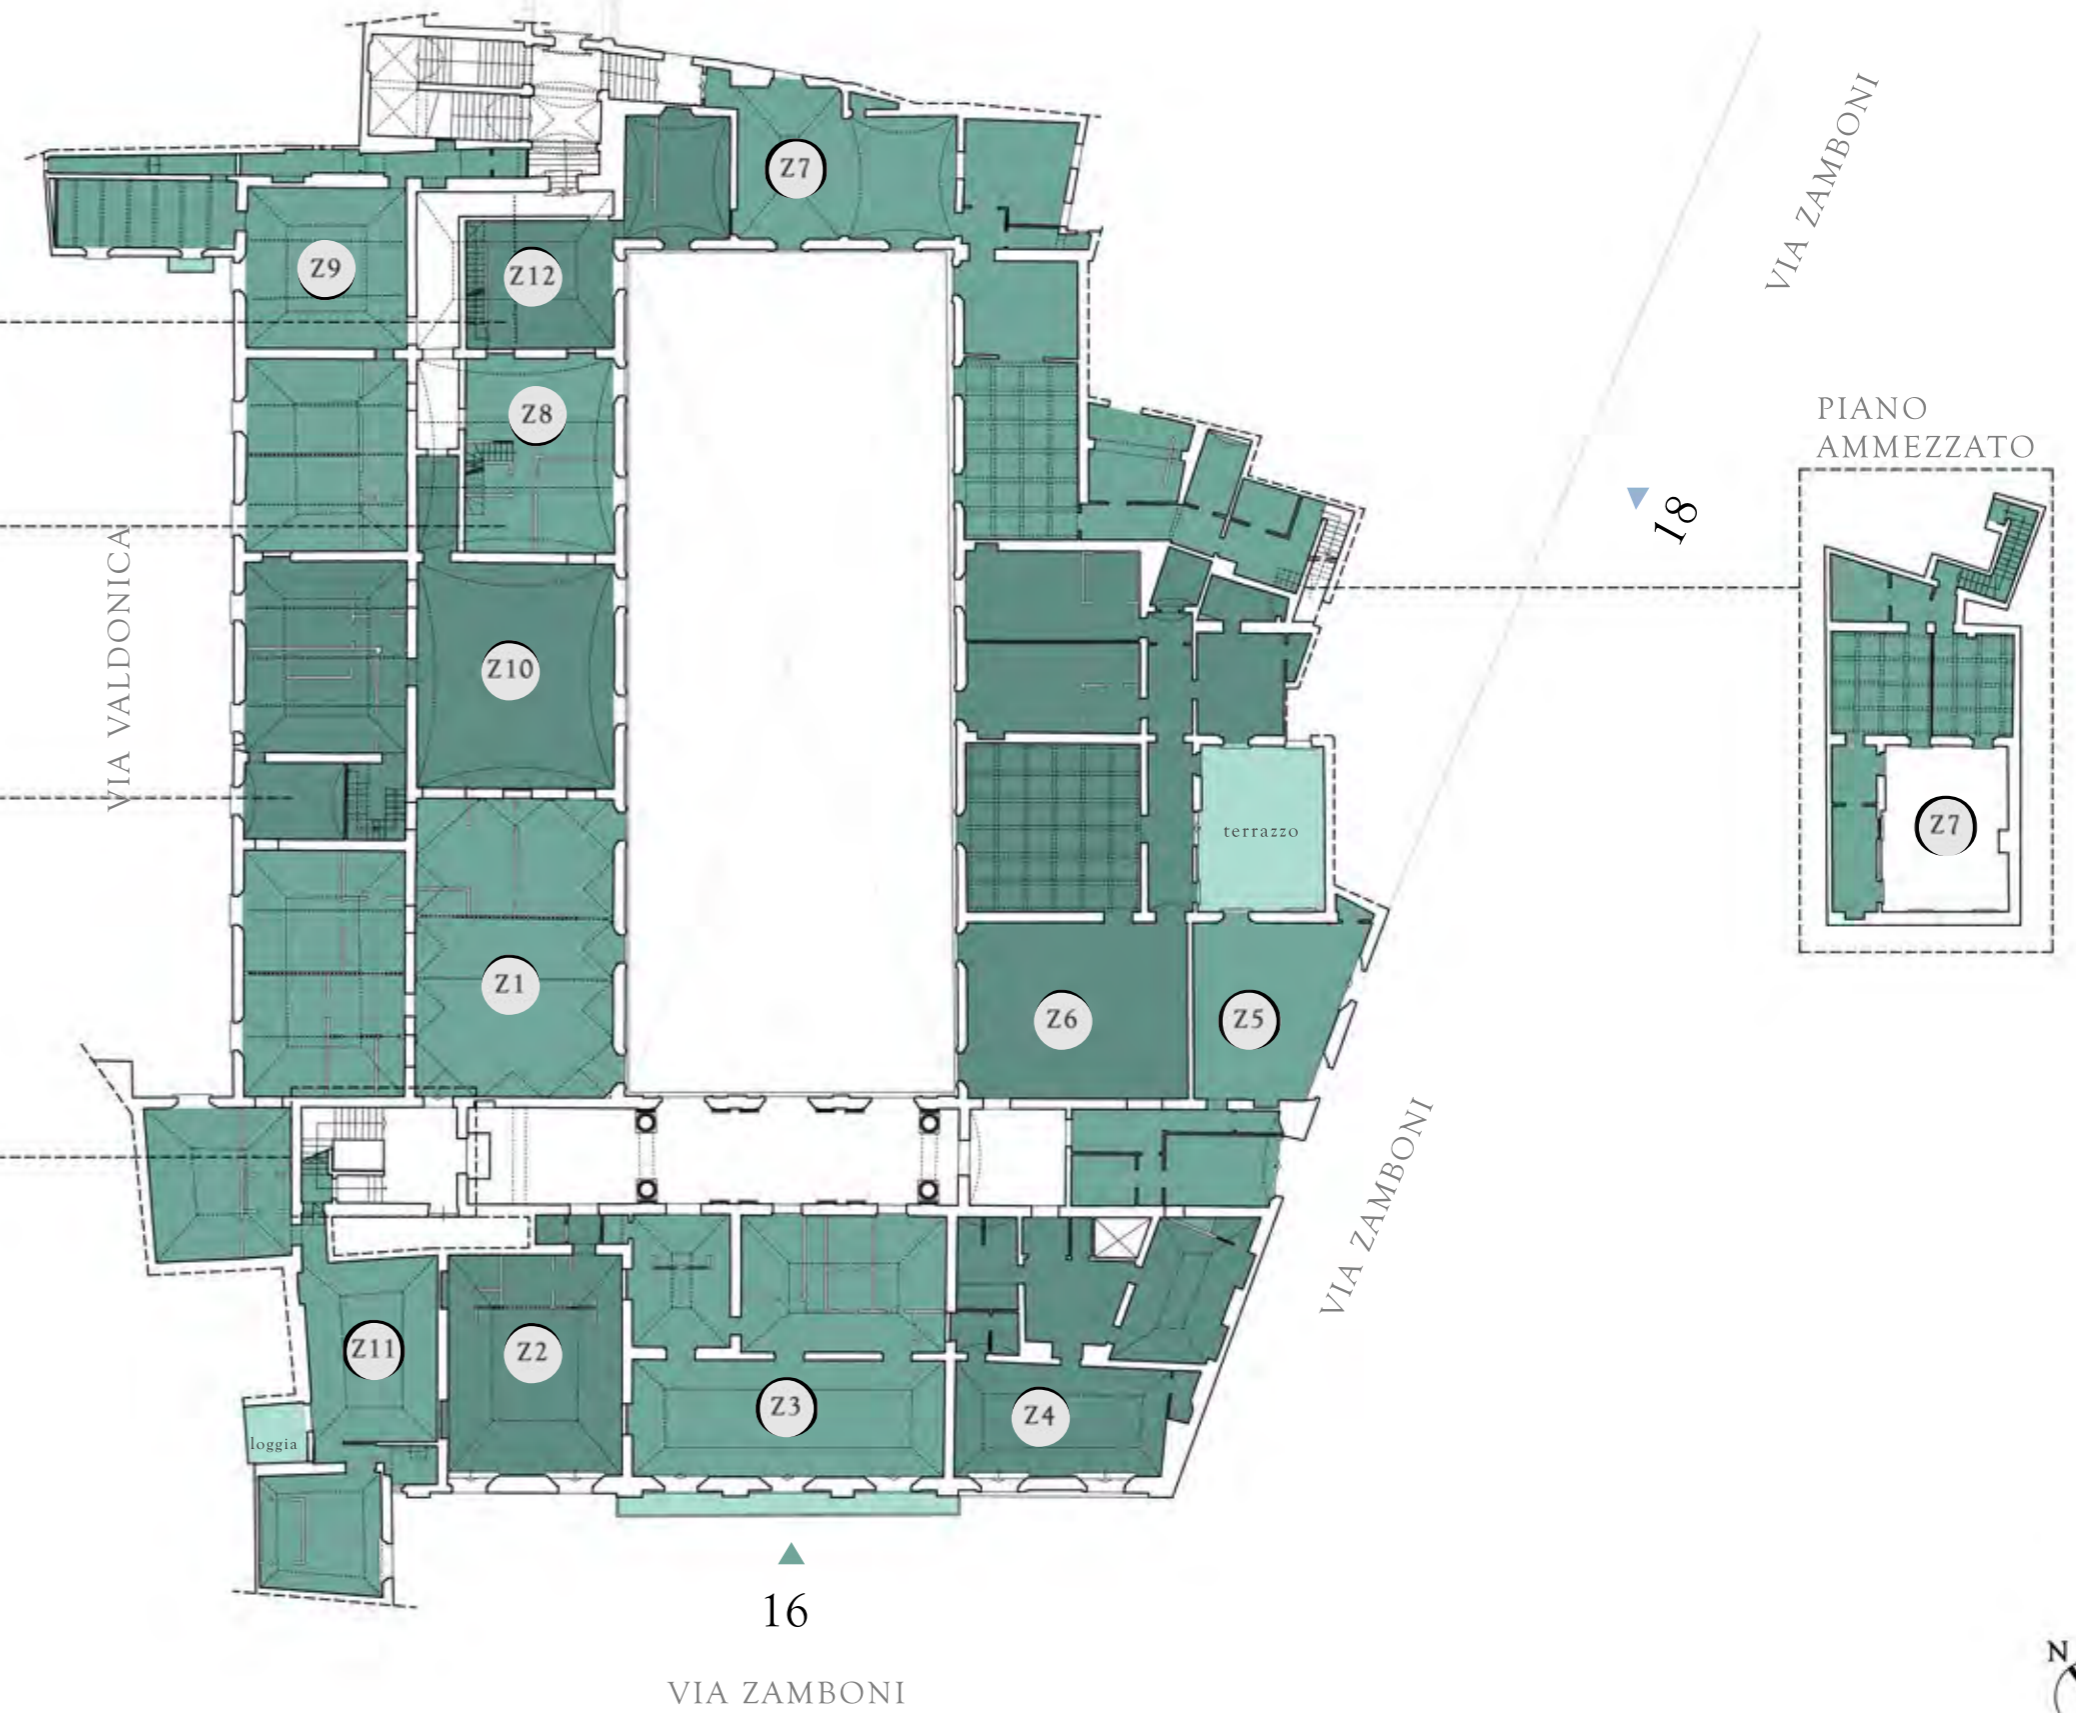 VIA ZAMBONI
Z7
Z9
Z12
Z8
PIANO
AMMEZZATO
18
VIA VALDONICA
Z10
terrazzo
Z7
Z1
Z6
Z5
VIA ZAMBONI
Z11
Z2
Z3
Z4
loggia
16
N
VIA ZAMBONI